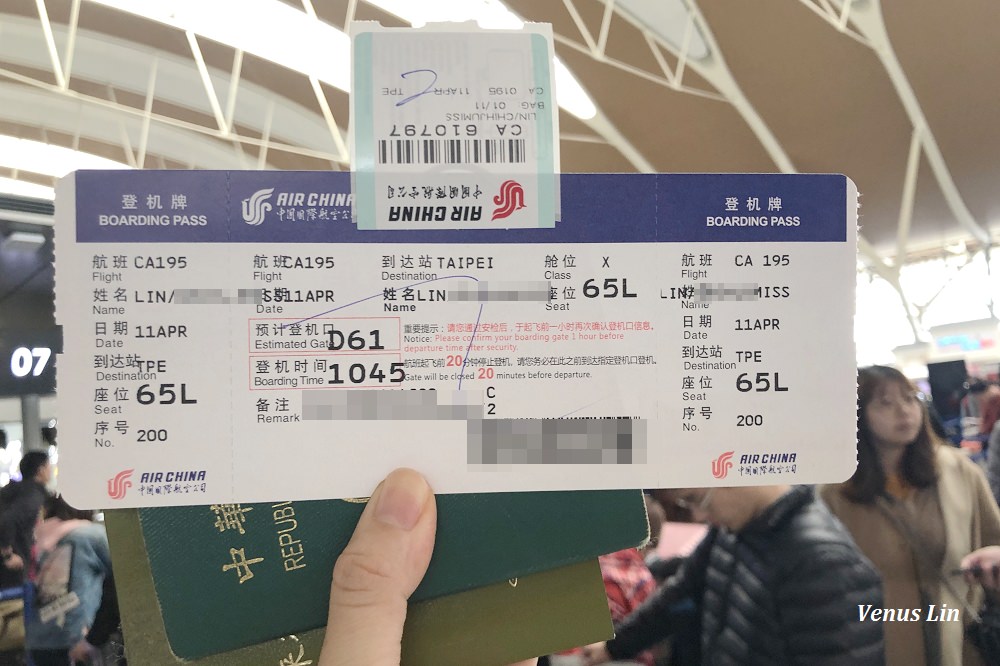 2
CA 0195 11APR TPE
BAG 01/11
LIN/CHIHJUMISS
CA 610797
AIR CHINA 中国国际航空公司
登机牌
BOARDING PASS
航班 CA195
Flight
姓名 LIN/
Name
日期 11APR
Date
到达站 TPE
Destination
座位 65L
Seat
序号 200
No.
AIR CHINA
中国国际航空公司
AIR CHINA
中国国际航空公司
航班 CA195 到达站 TAIPEI 舱位 X
Flight Destination Class
日期 11APR 姓名 LIN 座位 65L
Date Name Seat
预计登机口 D61
Estimated Gate
重要提示：请您通过安检后，于起飞前一小时再次确认登机口信息。
Notice: Please confirm your boarding gate 1 hour before
departure time after security.
登机时间 1045
Boarding Time
航班起飞前20分钟停止登机，请您务必在此之前到达指定登机口登机。
Gate will be closed 20 minutes before departure.
备注 C
Remark 2
登机牌
BOARDING PASS
航班 CA 195
Flight
姓名 LIN/ MISS
Name
日期 11APR
Date
到达站 TPE
Destination
座位 65L
Seat
序号 200
No.
AIR CHINA
中国国际航空公司
07
中華
REPUBL
Venus Lin